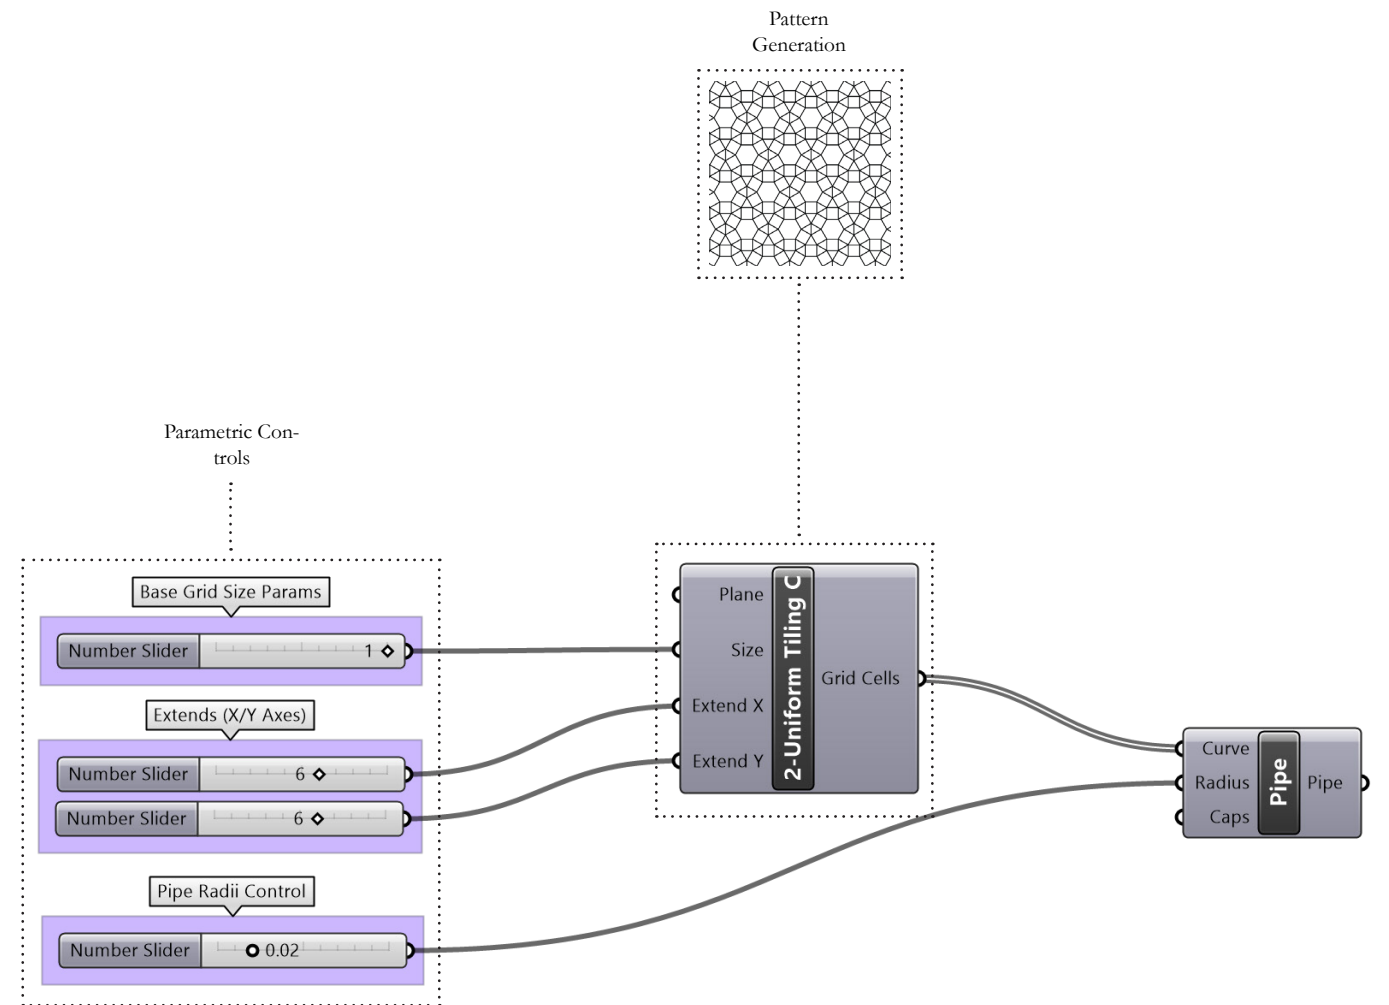 Pattern
Generation
Parametric Con-
trols
Base Grid Size Params
Number Slider 1
Extends (X/Y Axes)
Number Slider 6
Number Slider 6
Pipe Radii Control
Number Slider 0.02
Plane
Size
Extend X
Extend Y
2-Uniform Tiling C
Grid Cells
Curve
Radius
Caps
Pipe
Pipe